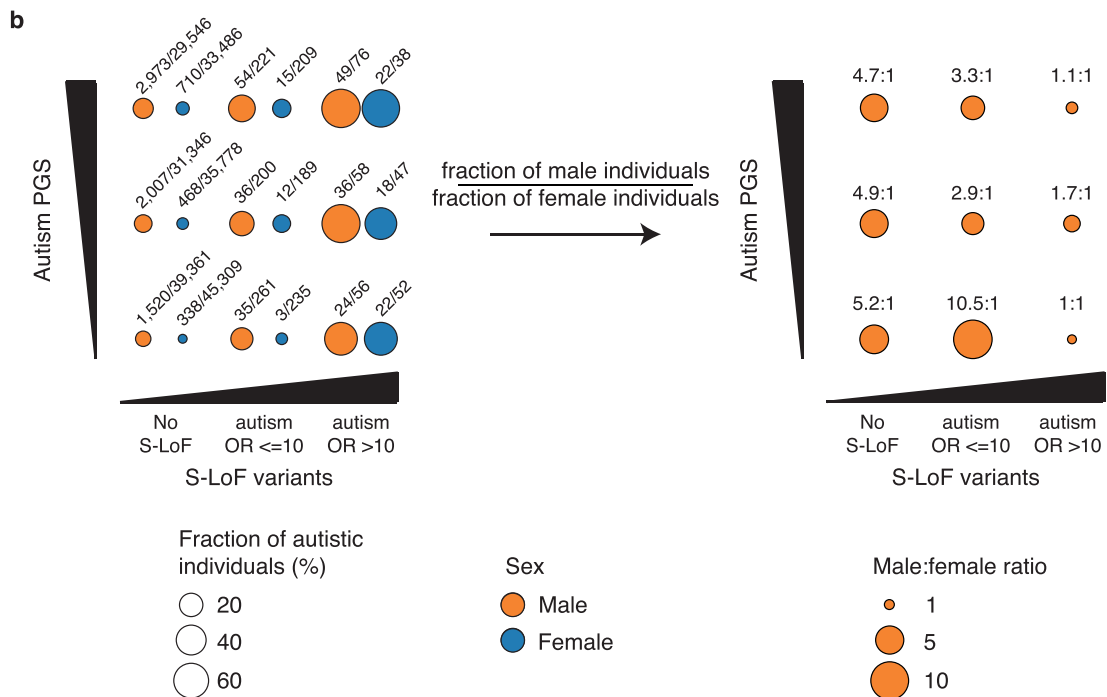 b
2,973/29,546
710/33,486
54/221
15/209
49/76
22/38
Autism PGS
2,007/31,346
468/35,778
36/200
12/189
36/58
18/47
1,520/39,361
338/45,309
35/261
3/235
24/56
22/52
No
S-LoF
autism
OR <=10
autism
OR >10
S-LoF variants
fraction of male individuals
fraction of female individuals
Autism PGS
4.7:1
3.3:1
1.1:1
4.9:1
2.9:1
1.7:1
5.2:1
10.5:1
1:1
No
S-LoF
autism
OR <=10
autism
OR >10
S-LoF variants
Fraction of autistic
individuals (%)
20
40
60
Sex
Male
Female
Male:female ratio
1
5
10